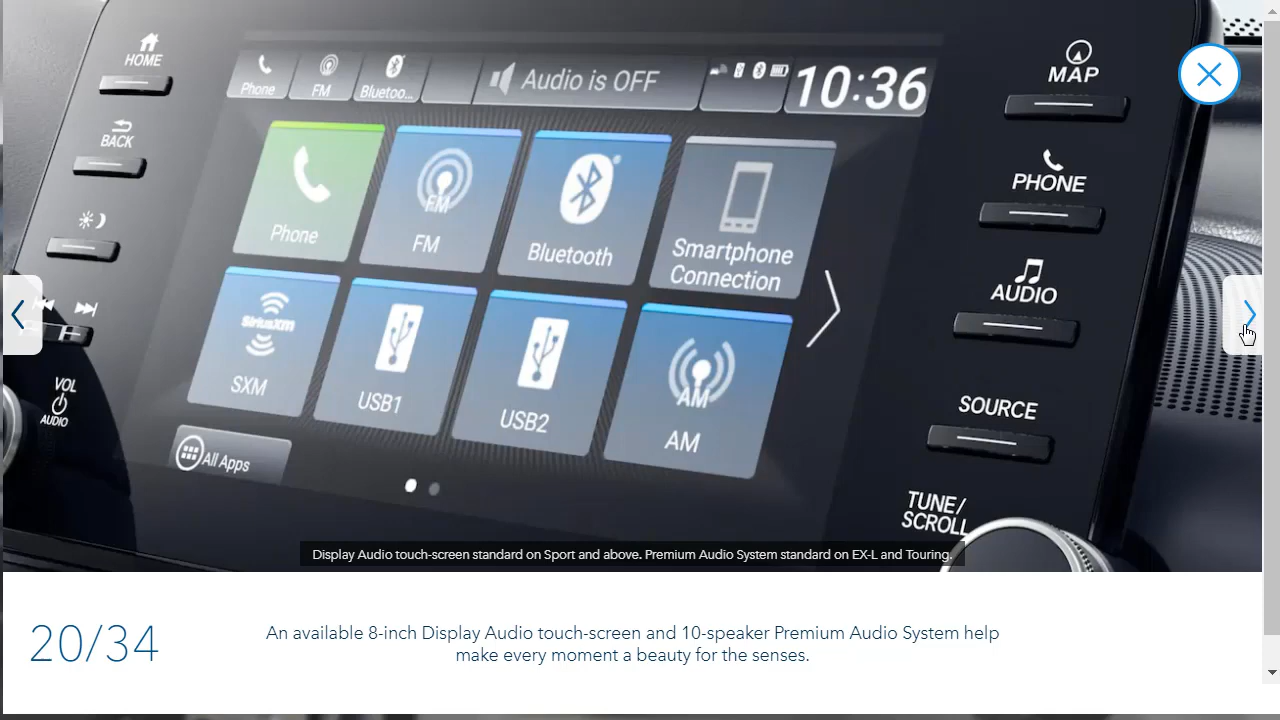 HOME
BACK
VOL
AUDIO
Phone
FM
Bluetoo...
Audio is OFF
10:36
Phone
FM
FM
Bluetooth
Smartphone
Connection
SiriusXm
SXM
USB1
USB2
AM
AM
All Apps
MAP
PHONE
AUDIO
SOURCE
TUNE/
SCROLL
Display Audio touch-screen standard on Sport and above. Premium Audio System standard on EX-L and Touring.
20/34
An available 8-inch Display Audio touch-screen and 10-speaker Premium Audio System help
make every moment a beauty for the senses.